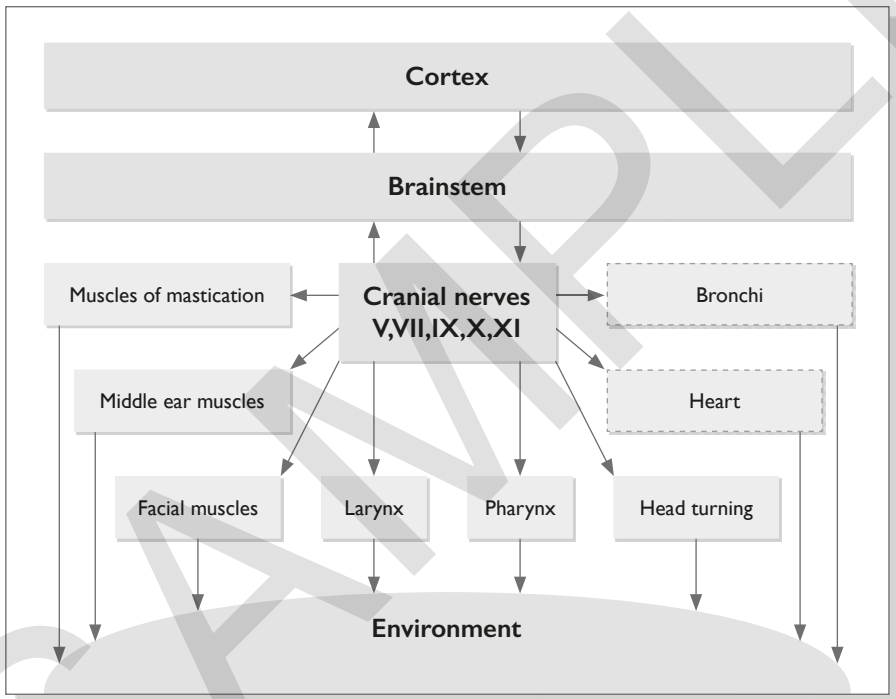 Cortex
Brainstem
Muscles of mastication
Cranial nerves
V,VII,IX,X,XI
Bronchi
Middle ear muscles
Heart
Facial muscles
Larynx
Pharynx
Head turning
Environment
SAMPL